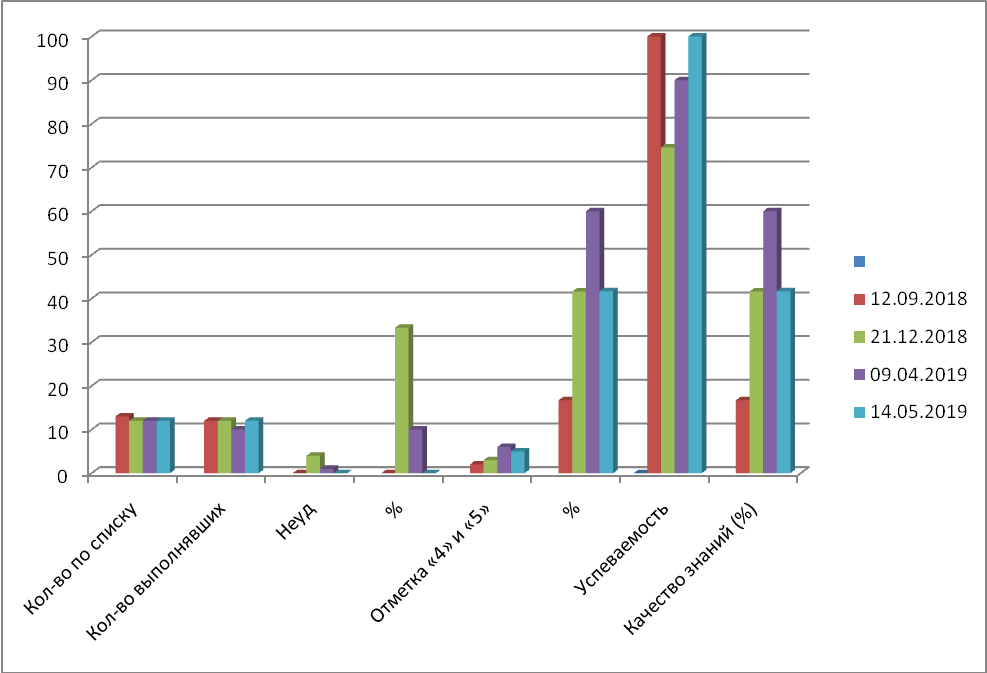 100
90
80
70
60
50
40
30
20
10
0
Кол-во по списку
Кол-во выполнявших
Неуд
%
Отметка «4» и «5»
%
Успеваемость
Качество знаний (%)
12.09.2018
21.12.2018
09.04.2019
14.05.2019